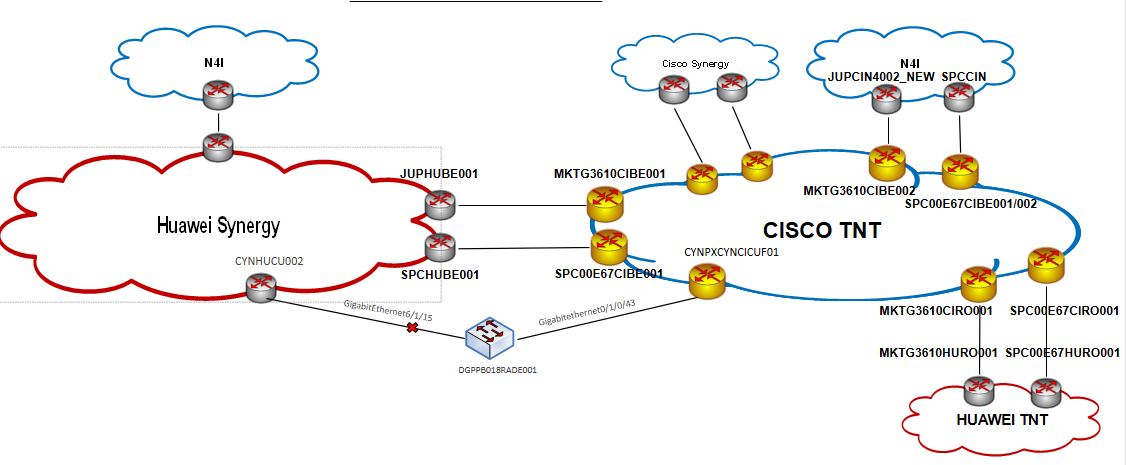 N4I
Cisco Synergy
N4I
JUPCIN4002_NEW SPCCIN
JUPHUBE001
MKTG3610CIBE001
MKTG3610CIBE002
SPC00E67CIBE001/002
Huawei Synergy
CISCO TNT
CYNHUCU002
SPCHUBE001
SPC00E67CIBE001
CYNPXCYNCICUF01
GigabitEthernet6/1/15
Gigabitethernet0/1/0/43
MKTG3610CIRO001
SPC00E67CIRO001
DGPPB018RADE001
MKTG3610HURO001
SPC00E67HURO001
HUAWEI TNT